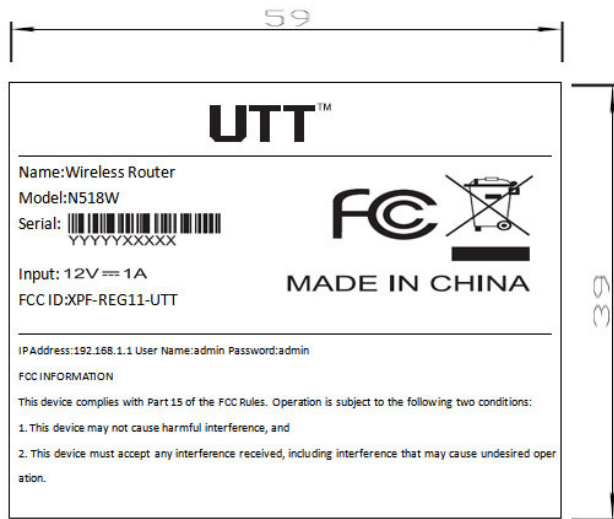 59
UTT™
Name:Wireless Router
Model:N518W
Serial:
YYYYYXXXXX
Input: 12V⎓1A
FCC ID:XPF-REG11-UTT
FC
MADE IN CHINA
39
IPAddress:192.168.1.1 User Name:admin Password:admin
FCC INFORMATION
This device complies with Part 15 of the FCC Rules. Operation is subject to the following two conditions:
1. This device may not cause harmful interference, and
2. This device must accept any interference received, including interference that may cause undesired oper
ation.